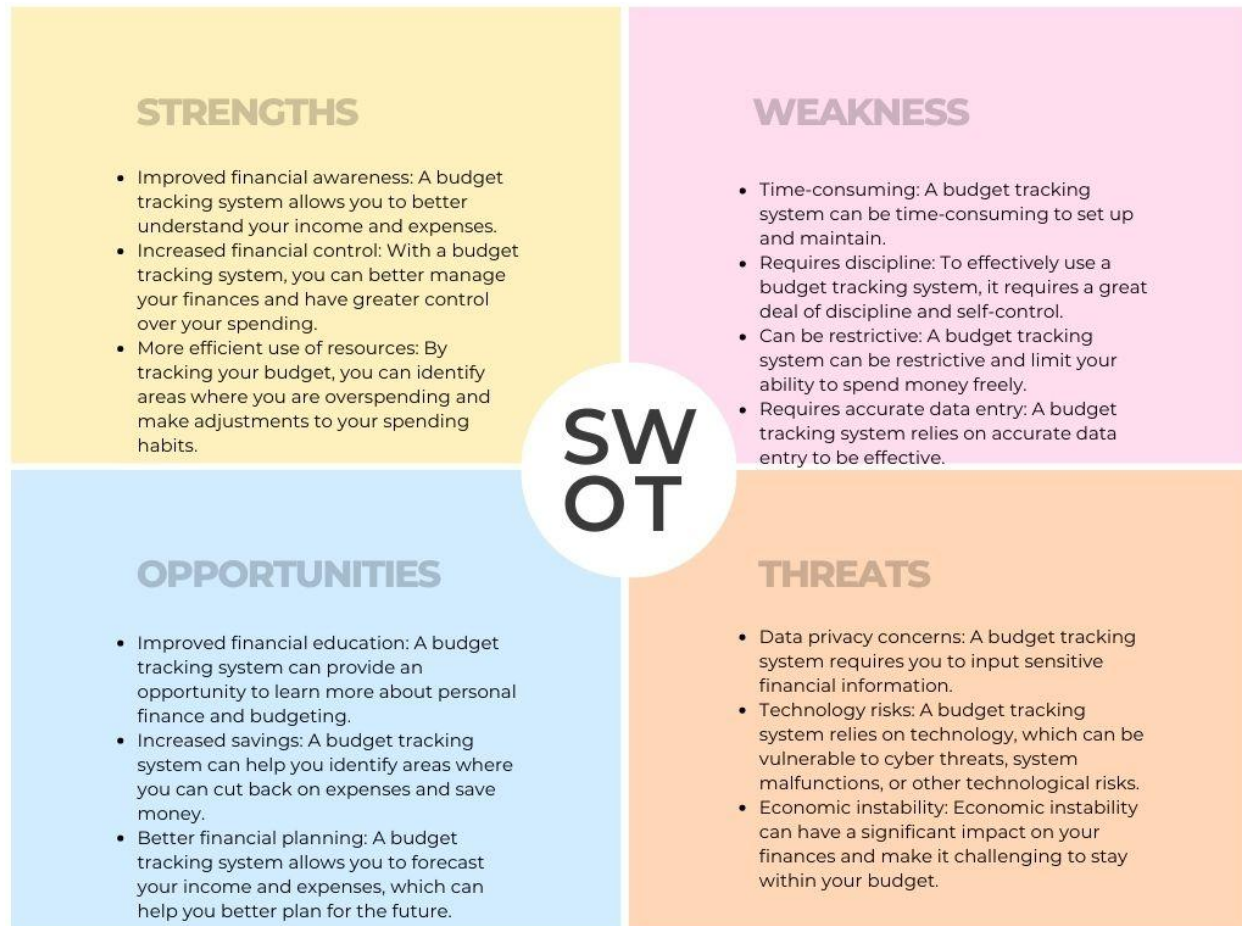 STRENGTHS
• Improved financial awareness: A budget
tracking system allows you to better
understand your income and expenses.
• Increased financial control: With a budget
tracking system, you can better manage
your finances and have greater control
over your spending.
• More efficient use of resources: By
tracking your budget, you can identify
areas where you are overspending and
make adjustments to your spending
habits.
WEAKNESS
• Time-consuming: A budget tracking
system can be time-consuming to set up
and maintain.
• Requires discipline: To effectively use a
budget tracking system, it requires a great
deal of discipline and self-control.
• Can be restrictive: A budget tracking
system can be restrictive and limit your
ability to spend money freely.
• Requires accurate data entry: A budget
tracking system relies on accurate data
entry to be effective.
SW
OT
OPPORTUNITIES
• Improved financial education: A budget
tracking system can provide an
opportunity to learn more about personal
finance and budgeting.
• Increased savings: A budget tracking
system can help you identify areas where
you can cut back on expenses and save
money.
• Better financial planning: A budget
tracking system allows you to forecast
your income and expenses, which can
help you better plan for the future.
THREATS
• Data privacy concerns: A budget tracking
system requires you to input sensitive
financial information.
• Technology risks: A budget tracking
system relies on technology, which can be
vulnerable to cyber threats, system
malfunctions, or other technological risks.
• Economic instability: Economic instability
can have a significant impact on your
finances and make it challenging to stay
within your budget.